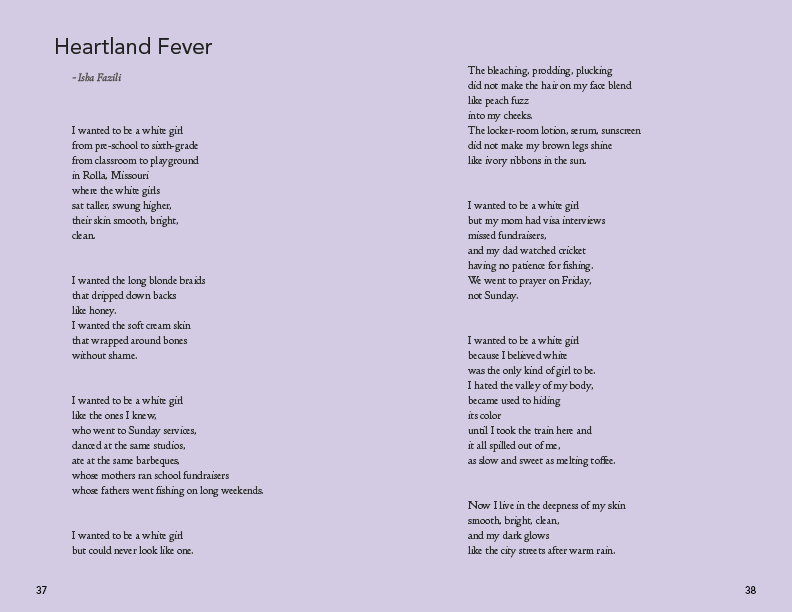 Heartland Fever
- Isha Fazili
I wanted to be a white girl
from pre-school to sixth-grade
from classroom to playground
in Rolla, Missouri
where the white girls
sat taller, swung higher,
their skin smooth, bright,
clean.
I wanted the long blonde braids
that dripped down backs
like honey.
I wanted the soft cream skin
that wrapped around bones
without shame.
I wanted to be a white girl
like the ones I knew,
who went to Sunday services,
danced at the same studios,
ate at the same barbeques,
whose mothers ran school fundraisers
whose fathers went fishing on long weekends.
I wanted to be a white girl
but could never look like one.
37
The bleaching, prodding, plucking
did not make the hair on my face blend
like peach fuzz
into my cheeks.
The locker-room lotion, serum, sunscreen
did not make my brown legs shine
like ivory ribbons in the sun.
I wanted to be a white girl
but my mom had visa interviews
missed fundraisers,
and my dad watched cricket
having no patience for fishing.
We went to prayer on Friday,
not Sunday.
I wanted to be a white girl
because I believed white
was the only kind of girl to be.
I hated the valley of my body,
became used to hiding
its color
until I took the train here and
it all spilled out of me,
as slow and sweet as melting toffee.
Now I live in the deepness of my skin
smooth, bright, clean,
and my dark glows
like the city streets after warm rain.
38